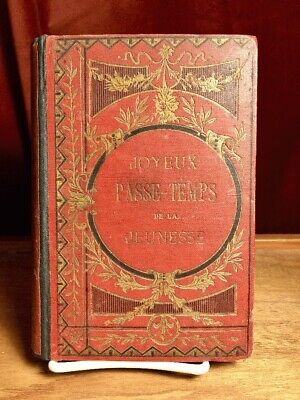 JOYEUX
PASSE-TEMPS
DE LA
JEUNESSE